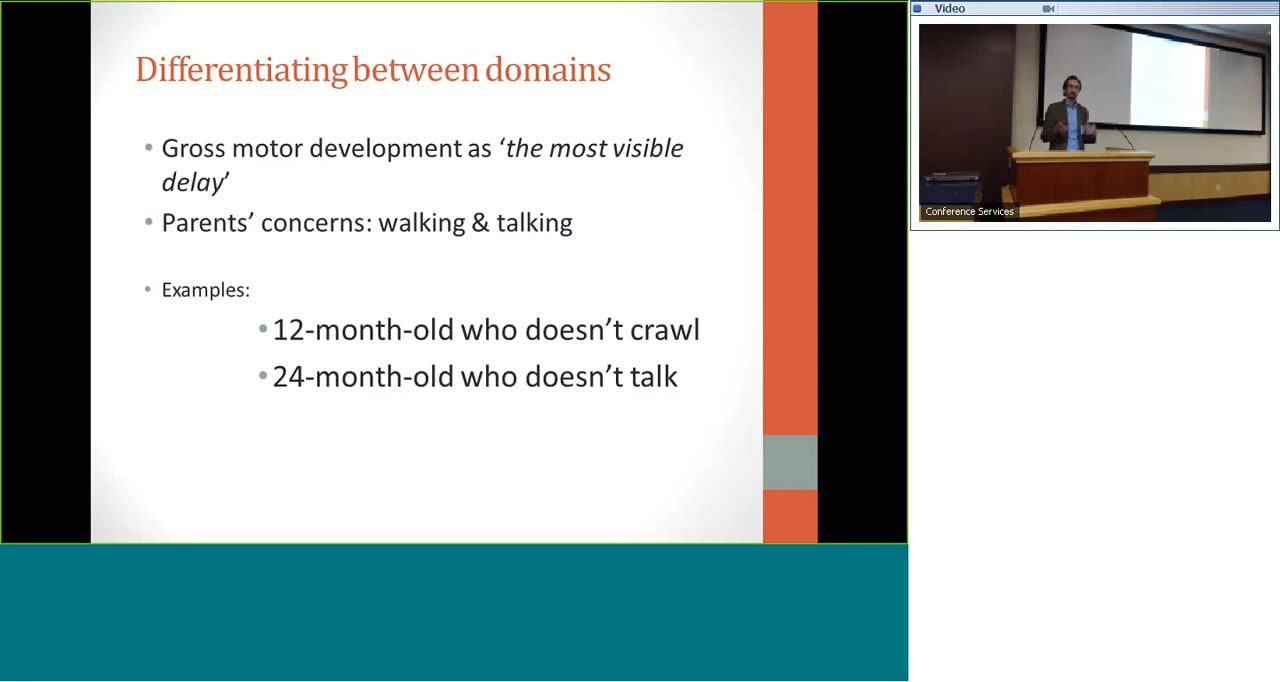 Differentiating between domains
• Gross motor development as ‘the most visible
delay’
• Parents’ concerns: walking & talking
• Examples:
• 12-month-old who doesn’t crawl
• 24-month-old who doesn’t talk
Video
Conference Services